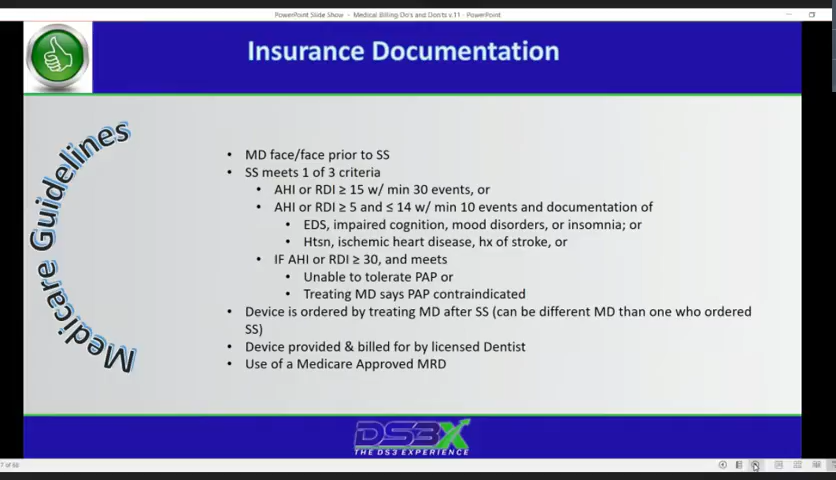 PowerPoint Slide Show - Medical Billing Do's and Don'ts v.11 - PowerPoint
Insurance Documentation
Medicare Guidelines
• MD face/face prior to SS
• SS meets 1 of 3 criteria
• AHI or RDI ≥ 15 w/ min 30 events, or
• AHI or RDI ≥ 5 and ≤ 14 w/ min 10 events and documentation of
• EDS, impaired cognition, mood disorders, or insomnia; or
• Htsn, ischemic heart disease, hx of stroke, or
• IF AHI or RDI ≥ 30, and meets
• Unable to tolerate PAP or
• Treating MD says PAP contraindicated
• Device is ordered by treating MD after SS (can be different MD than one who ordered
SS)
• Device provided & billed for by licensed Dentist
• Use of a Medicare Approved MRD
DS3X
THE DS3 EXPERIENCE